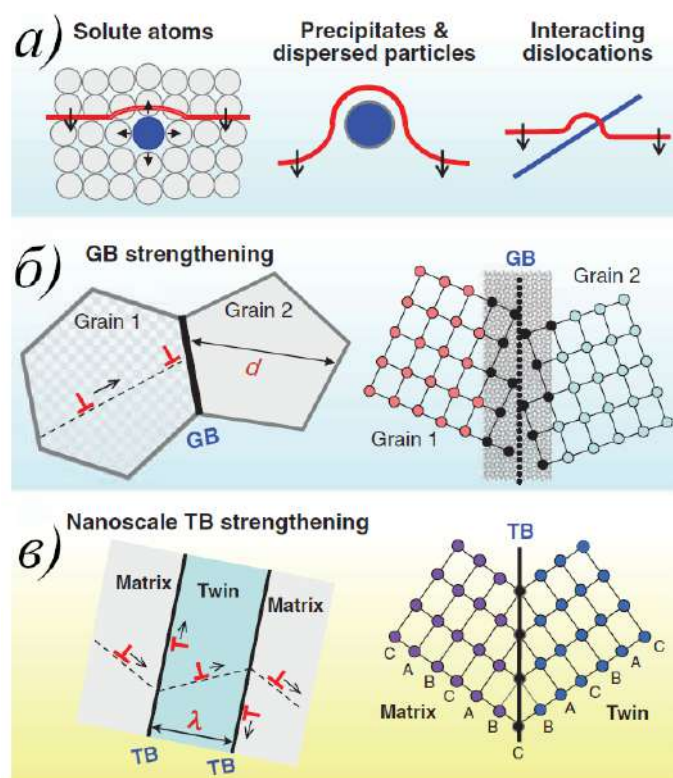 а)
Solute atoms
Precipitates &
dispersed particles
Interacting
dislocations
б)
GB strengthening
Grain 1
Grain 2
d
GB
GB
Grain 2
Grain 1
в)
Nanoscale TB strengthening
Matrix
Twin
Matrix
λ
TB
TB
TB
C
A
B
C
A
B
C
B
A
C
B
A
C
Matrix
Twin